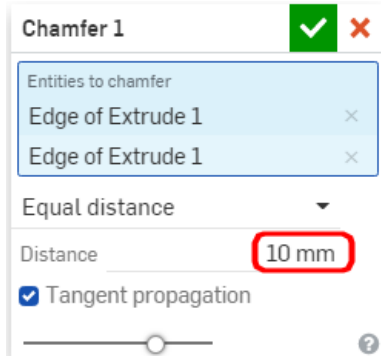 Chamfer 1
Entities to chamfer
Edge of Extrude 1
Edge of Extrude 1
Equal distance
Distance 10 mm
Tangent propagation